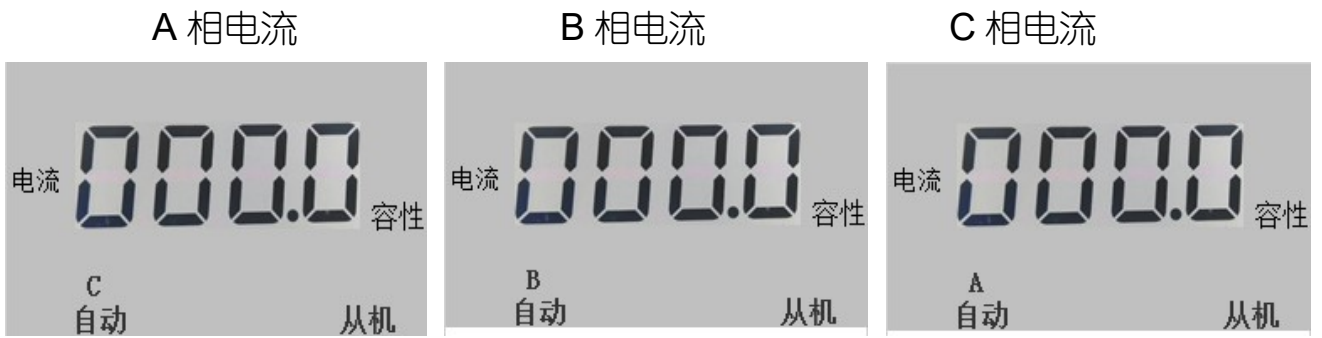 A 相电流 B 相电流 C 相电流
电流 000.0 容性 电流 000.0 容性 电流 000.0 容性
C B A
自动 从机 自动 从机 自动 从机